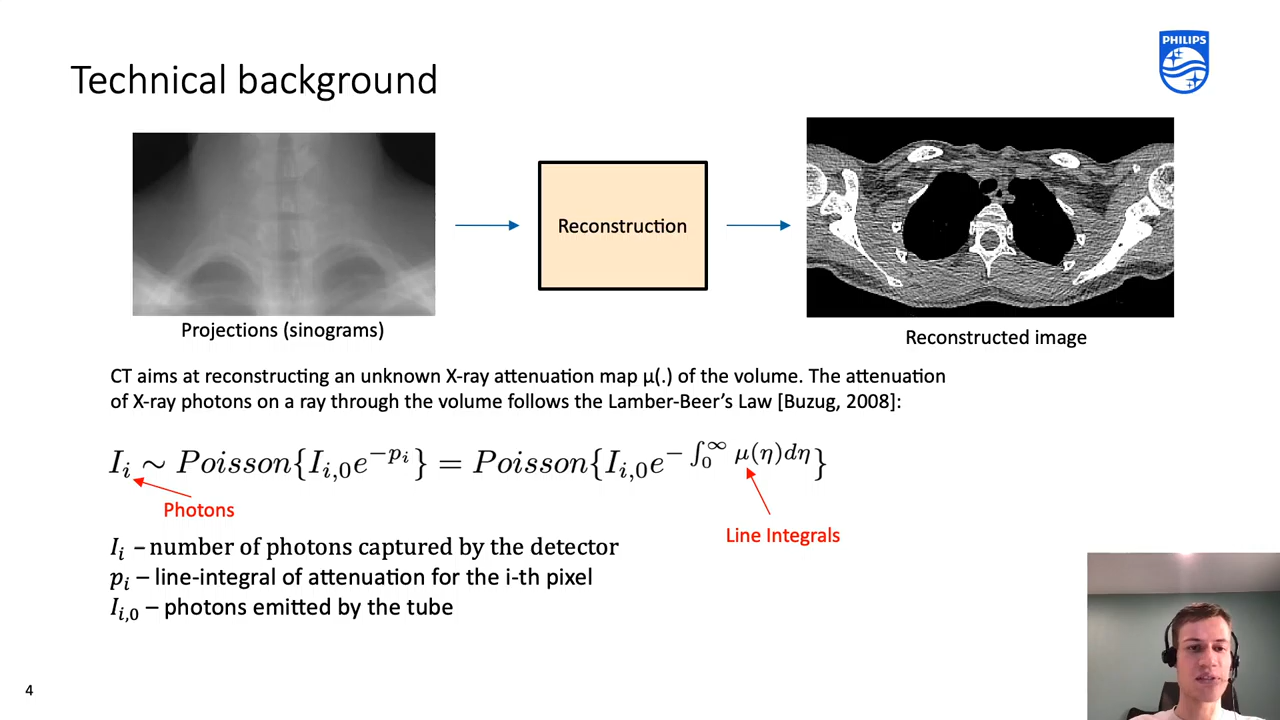 PHILIPS
Technical background
Reconstruction
Projections (sinograms)
Reconstructed image
CT aims at reconstructing an unknown X-ray attenuation map μ(.) of the volume. The attenuation
of X-ray photons on a ray through the volume follows the Lamber-Beer's Law [Buzug, 2008]:
I_i ∼ Poisson{I_{i,0}e^{-p_i}} = Poisson{I_{i,0}e^{-∫_0^∞ μ(η)dη}}
Photons
Line Integrals
I_i – number of photons captured by the detector
p_i – line-integral of attenuation for the i-th pixel
I_{i,0} – photons emitted by the tube
4